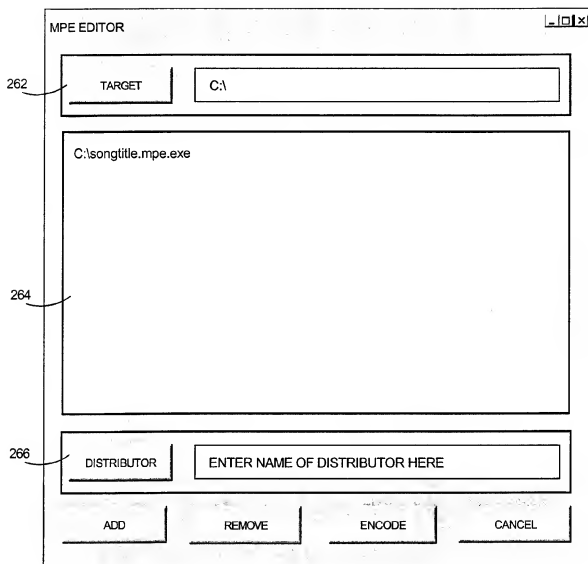 MPE EDITOR
262
TARGET
C:\
C:\songtitle.mpe.exe
264
266
DISTRIBUTOR
ENTER NAME OF DISTRIBUTOR HERE
ADD
REMOVE
ENCODE
CANCEL